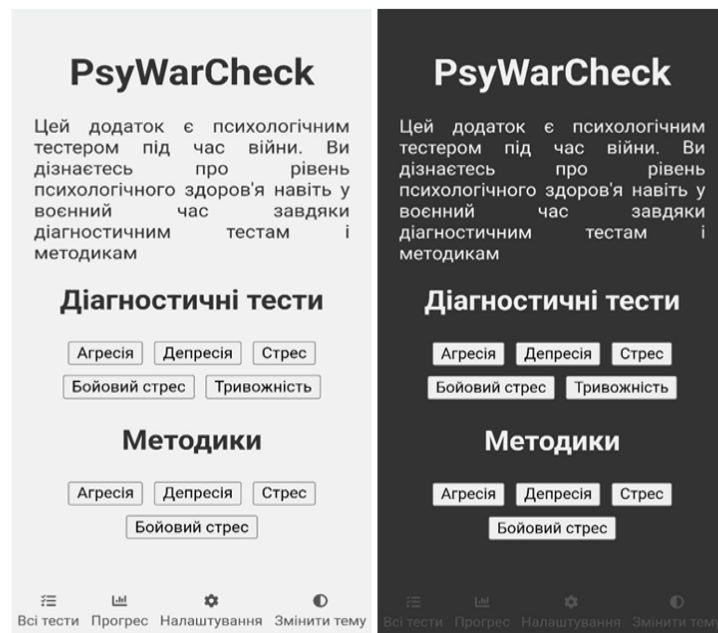 PsyWarCheck
Цей додаток є психологічним
тестером під час війни. Ви
дізнаєтесь про рівень
психологічного здоров'я навіть у
воєнний час завдяки
діагностичним тестам і
методикам
Діагностичні тести
Агресія Депресія Стрес
Бойовий стрес Тривожність
Методики
Агресія Депресія Стрес
Бойовий стрес
Всі тести Прогрес Налаштування Змінити тему
PsyWarCheck
Цей додаток є психологічним
тестером під час війни. Ви
дізнаєтесь про рівень
психологічного здоров'я навіть у
воєнний час завдяки
діагностичним тестам і
методикам
Діагностичні тести
Агресія Депресія Стрес
Бойовий стрес Тривожність
Методики
Агресія Депресія Стрес
Бойовий стрес
Всі тести Прогрес Налаштування Змінити тему